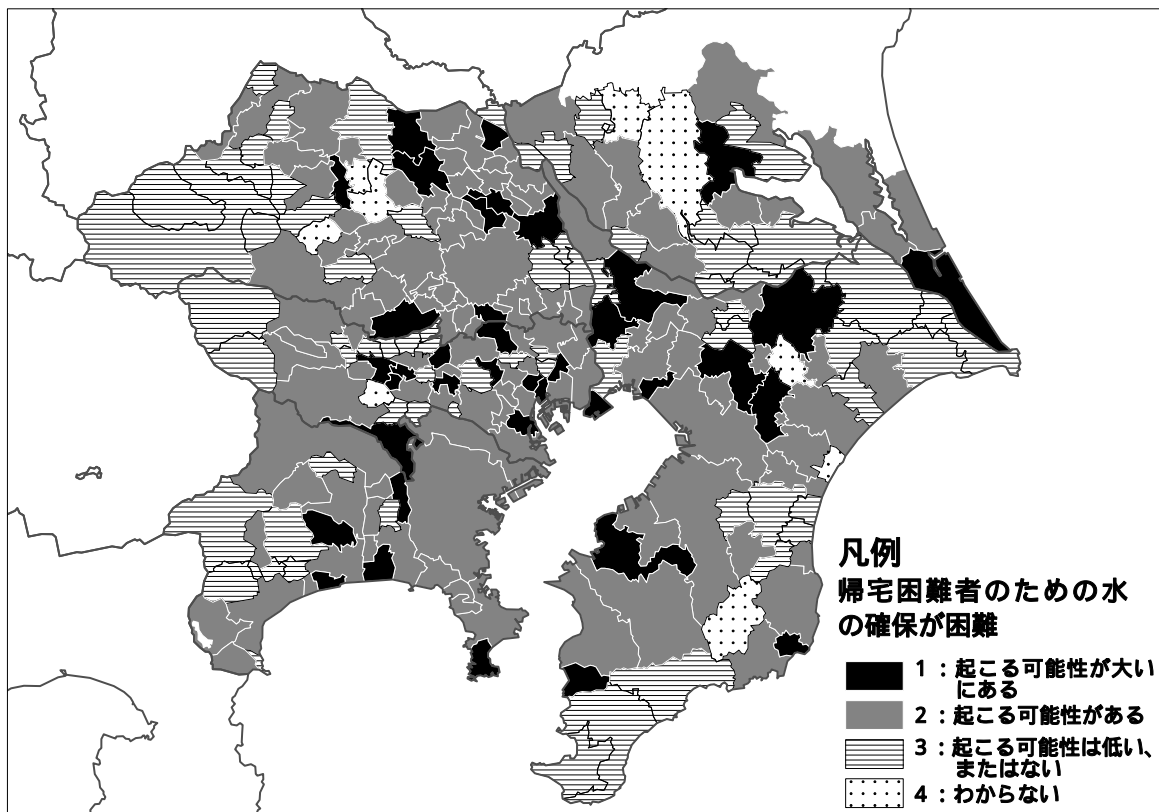 凡例
帰宅困難者のための水
の確保が困難
1：起こる可能性が大い
にある
2：起こる可能性がある
3：起こる可能性は低い、
またはない
4：わからない